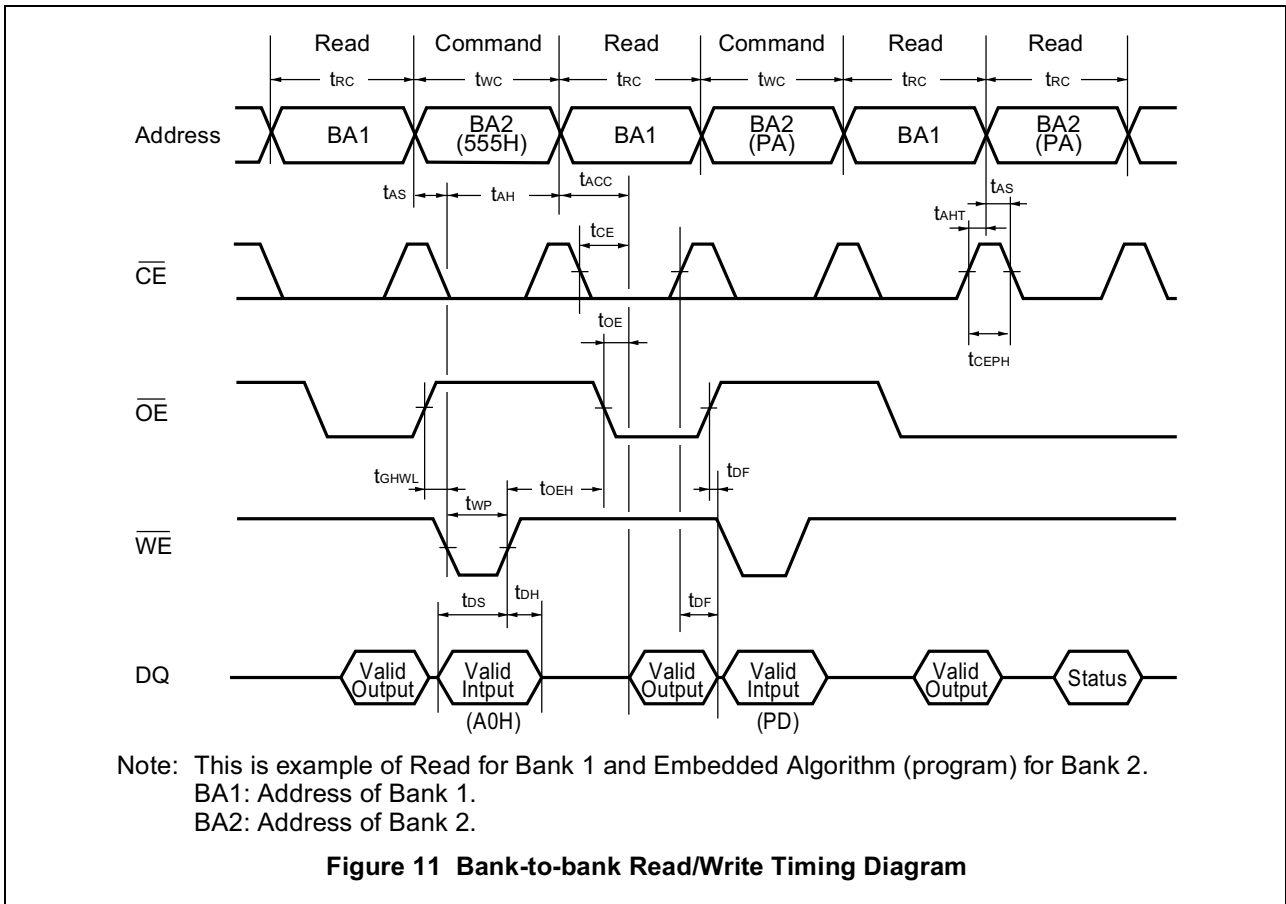 Read Command Read Command Read Read
tRC tWC tRC tWC tRC tRC
Address BA1 BA2 BA1 BA2 BA1 BA2
(555H) (PA) (PA)
tAS tAH tACC tAS
tAHT
tCE
CE
tOE
tCEPH
OE
tGHWL tWP tOEH tDF
WE
tDS tDH tDF
DQ Valid Valid Valid Valid Valid Status
Output Intput Output Intput Output
(A0H) (PD)
Note: This is example of Read for Bank 1 and Embedded Algorithm (program) for Bank 2.
BA1: Address of Bank 1.
BA2: Address of Bank 2.
Figure 11 Bank-to-bank Read/Write Timing Diagram